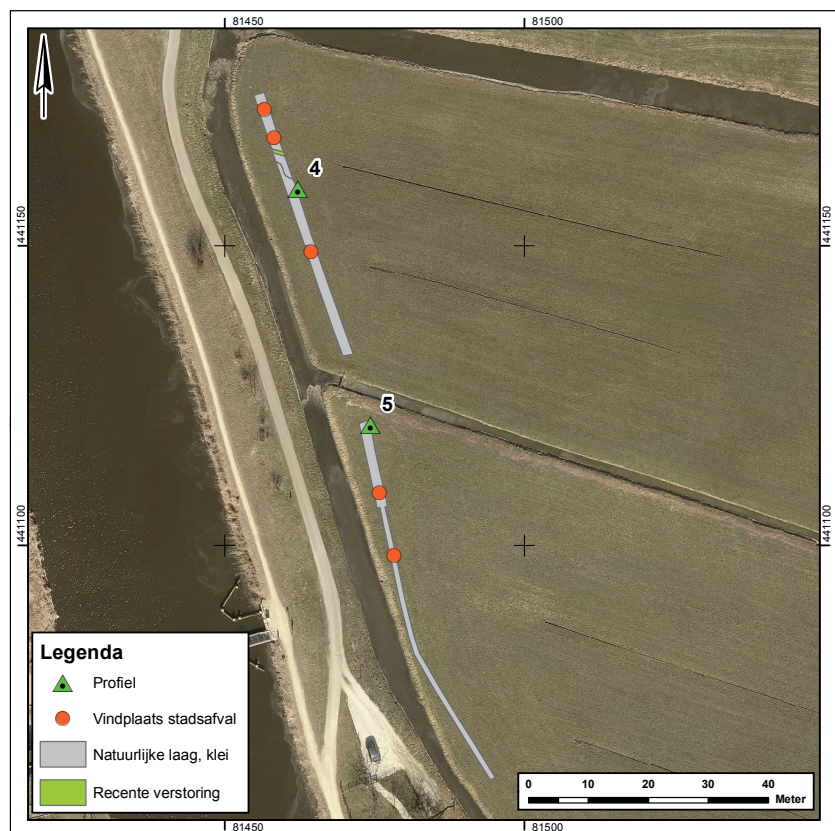 81450 81500
441150 441150
4
5
441100 441100
Legenda
Profiel
Vindplaats stadsafval
Natuurlijke laag, klei
Recente verstoring
0 10 20 30 40
Meter
81450 81500